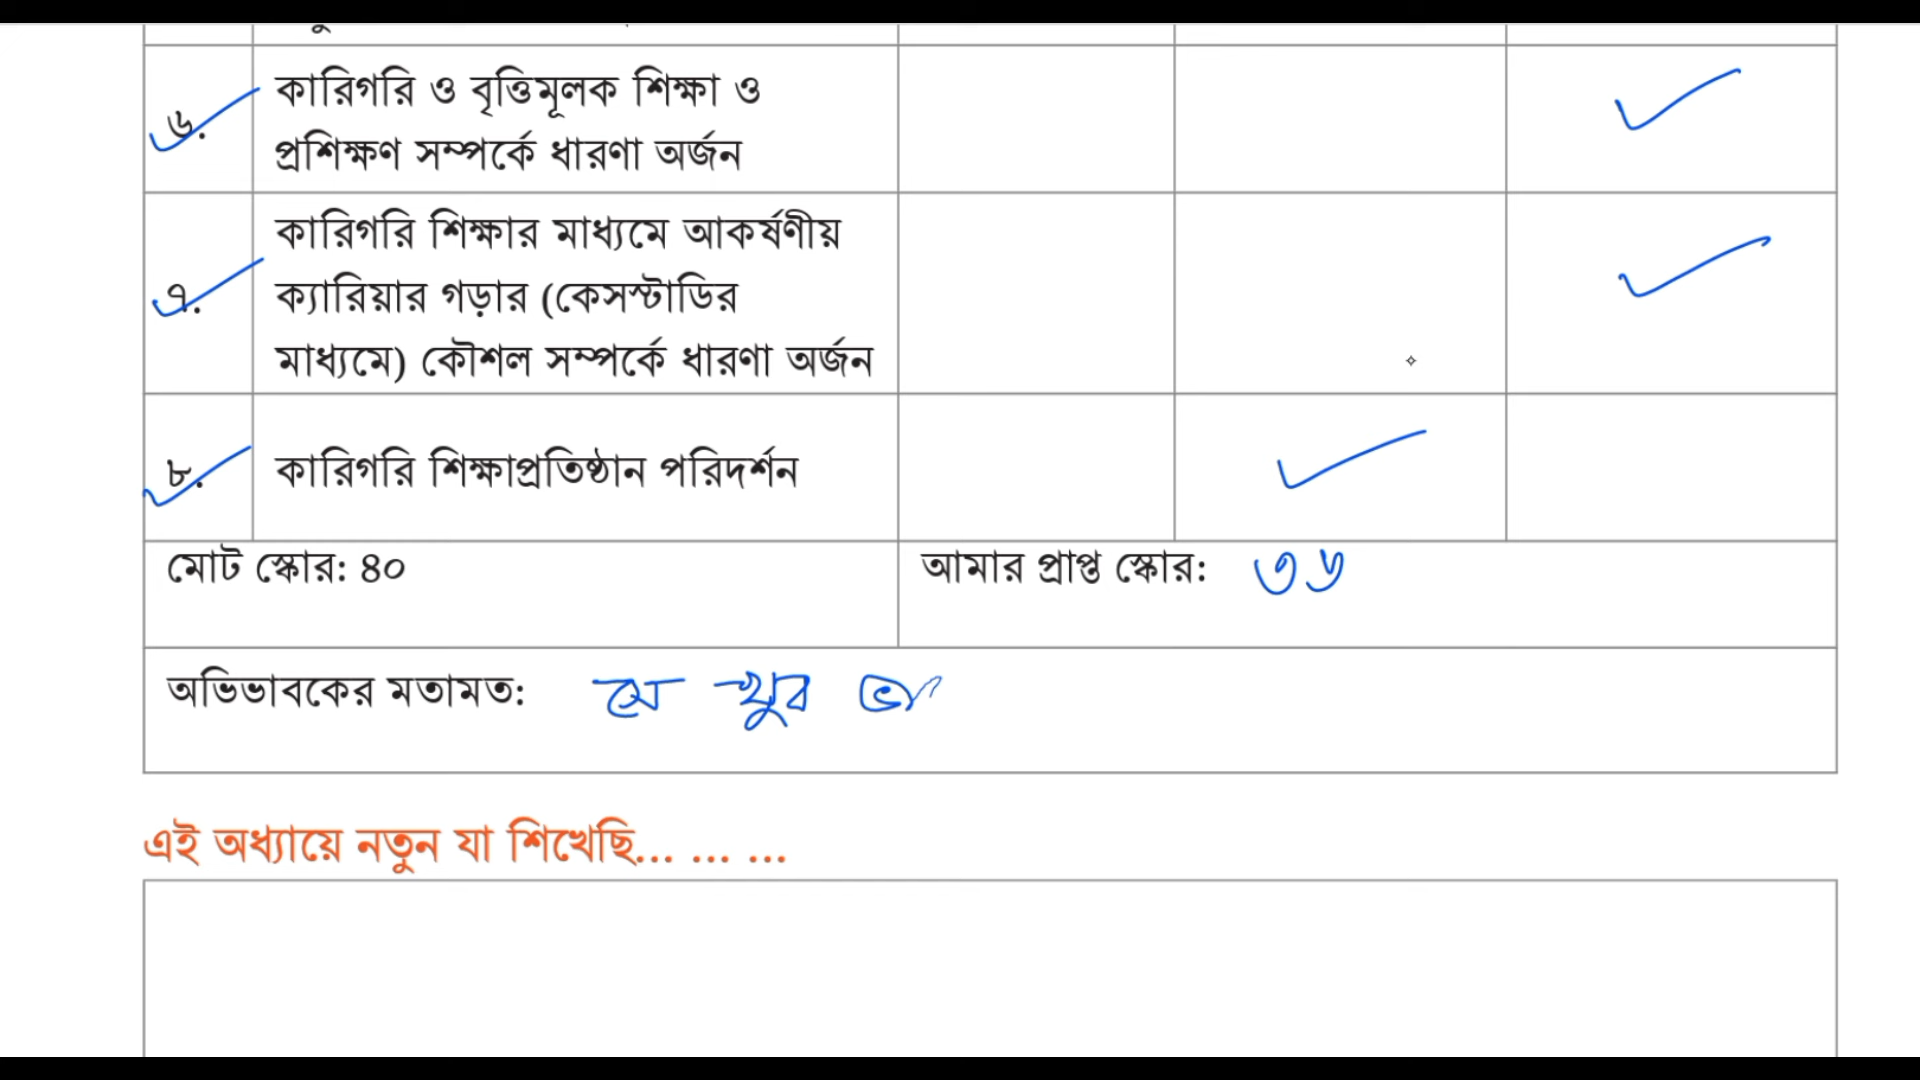 ৬. কারিগরি ও বৃত্তিমূলক শিক্ষা ও
প্রশিক্ষণ সম্পর্কে ধারণা অর্জন
কারিগরি শিক্ষার মাধ্যমে আকর্ষণীয়
৭. ক্যারিয়ার গড়ার (কেসস্টাডির
মাধ্যমে) কৌশল সম্পর্কে ধারণা অর্জন
৮. কারিগরি শিক্ষাপ্রতিষ্ঠান পরিদর্শন
মোট স্কোর: ৪০
আমার প্রাপ্ত স্কোর: ৩৬
অভিভাবকের মতামত: সে খুব ভা
এই অধ্যায়ে নতুন যা শিখেছি... ... ...